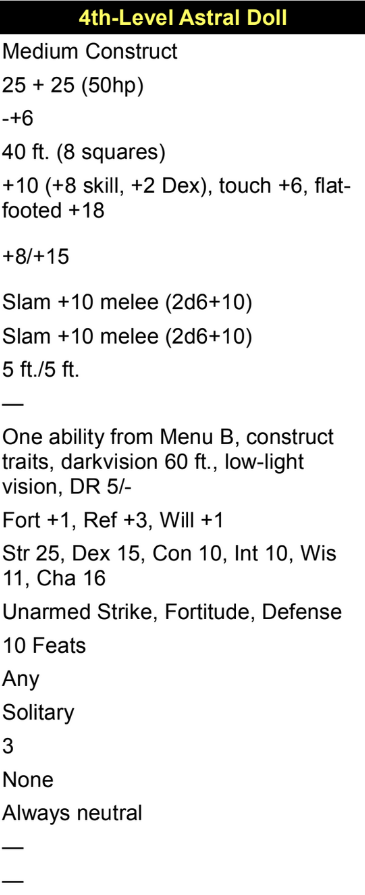 4th-Level Astral Doll
Medium Construct
25 + 25 (50hp)
-+6
40 ft. (8 squares)
+10 (+8 skill, +2 Dex), touch +6, flat-
footed +18
+8/+15
Slam +10 melee (2d6+10)
Slam +10 melee (2d6+10)
5 ft./5 ft.
—
One ability from Menu B, construct
traits, darkvision 60 ft., low-light
vision, DR 5/-
Fort +1, Ref +3, Will +1
Str 25, Dex 15, Con 10, Int 10, Wis
11, Cha 16
Unarmed Strike, Fortitude, Defense
10 Feats
Any
Solitary
3
None
Always neutral
—
—